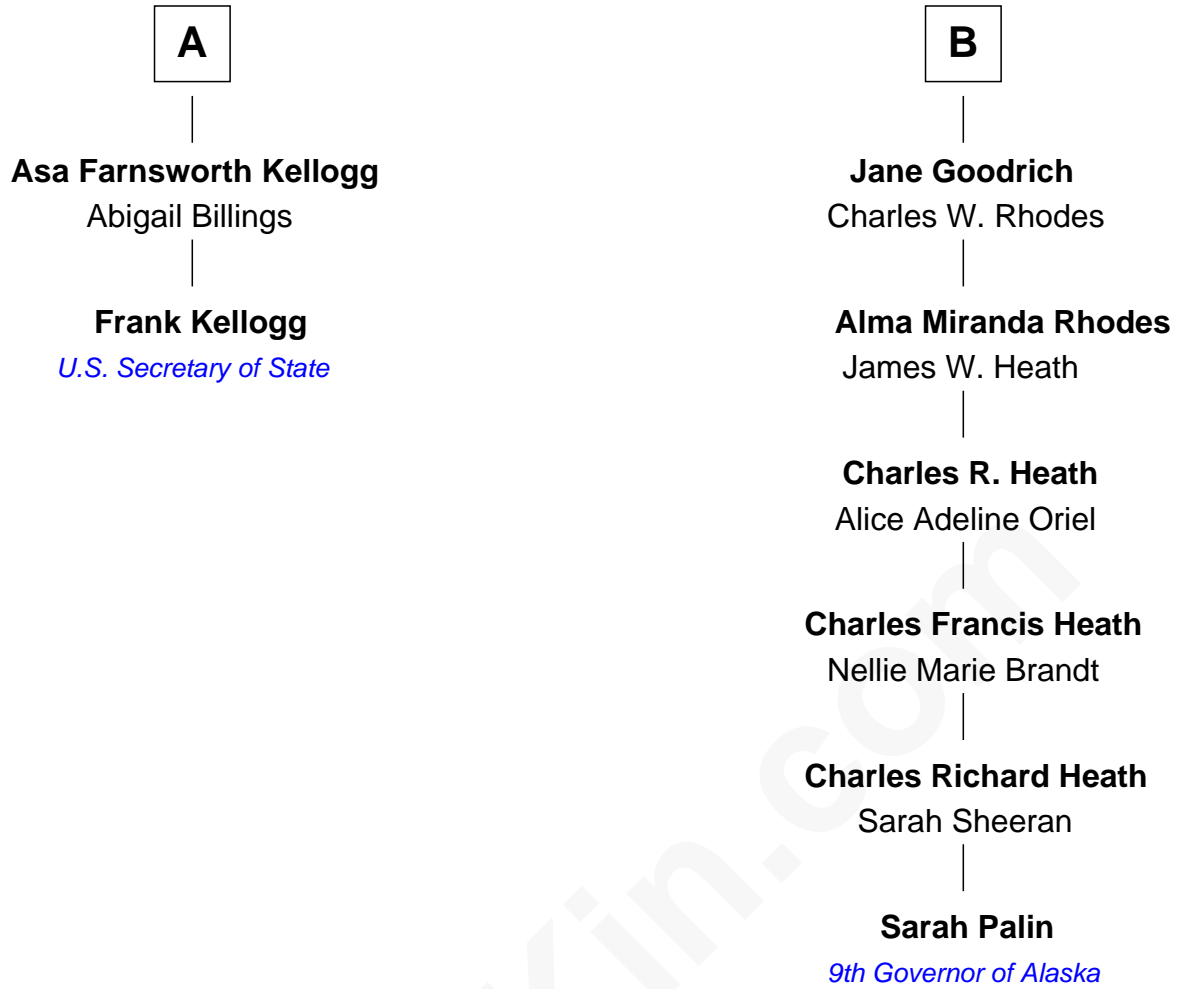 A
Asa Farnsworth Kellogg
Abigail Billings
Frank Kellogg
U.S. Secretary of State
B
Jane Goodrich
Charles W. Rhodes
Alma Miranda Rhodes
James W. Heath
Charles R. Heath
Alice Adeline Oriel
Charles Francis Heath
Nellie Marie Brandt
Charles Richard Heath
Sarah Sheeran
Sarah Palin
9th Governor of Alaska
Kin.com